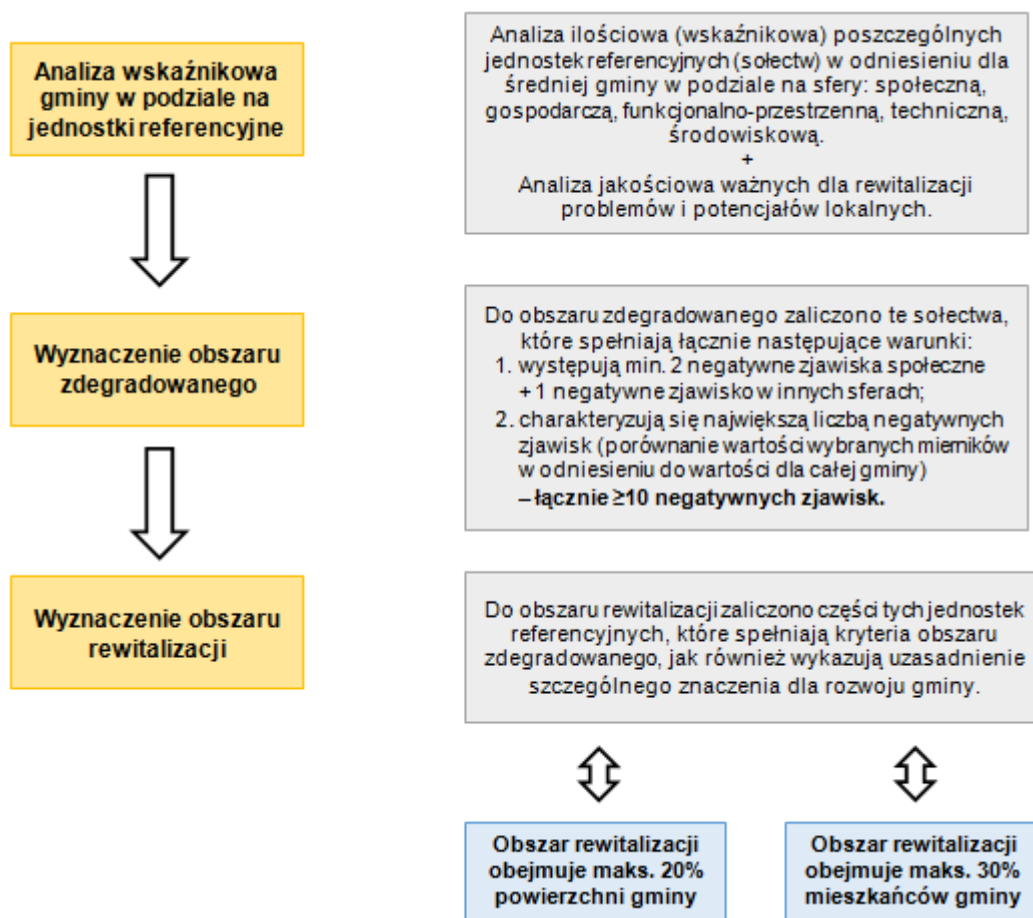 Analiza wskaźnikowa
gminy w podziale na
jednostki referencyjne
Analiza ilościowa (wskaźnikowa) poszczególnych
jednostek referencyjnych (sołectw) w odniesieniu dla
średniej gminy w podziale na sfery: społeczną,
gospodarczą, funkcjonalno-przestrzenną, techniczną,
środowiskową.
+
Analiza jakościowa ważnych dla rewitalizacji
problemów i potencjałów lokalnych.
Wyznaczenie obszaru
zdegradowanego
Do obszaru zdegradowanego zaliczono te sołectwa,
które spełniają łącznie następujące warunki:
1. występują min. 2 negatywne zjawiska społeczne
+ 1 negatywne zjawisko w innych sferach;
2. charakteryzują się największą liczbą negatywnych
zjawisk (porównanie wartości wybranych mierników
w odniesieniu do wartości dla całej gminy)
– łącznie ≥10 negatywnych zjawisk.
Wyznaczenie obszaru
rewitalizacji
Do obszaru rewitalizacji zaliczono części tych jednostek
referencyjnych, które spełniają kryteria obszaru
zdegradowanego, jak również wykazują uzasadnienie
szczególnego znaczenia dla rozwoju gminy.
Obszar rewitalizacji
obejmuje maks. 20%
powierzchni gminy
Obszar rewitalizacji
obejmuje maks. 30%
mieszkańców gminy